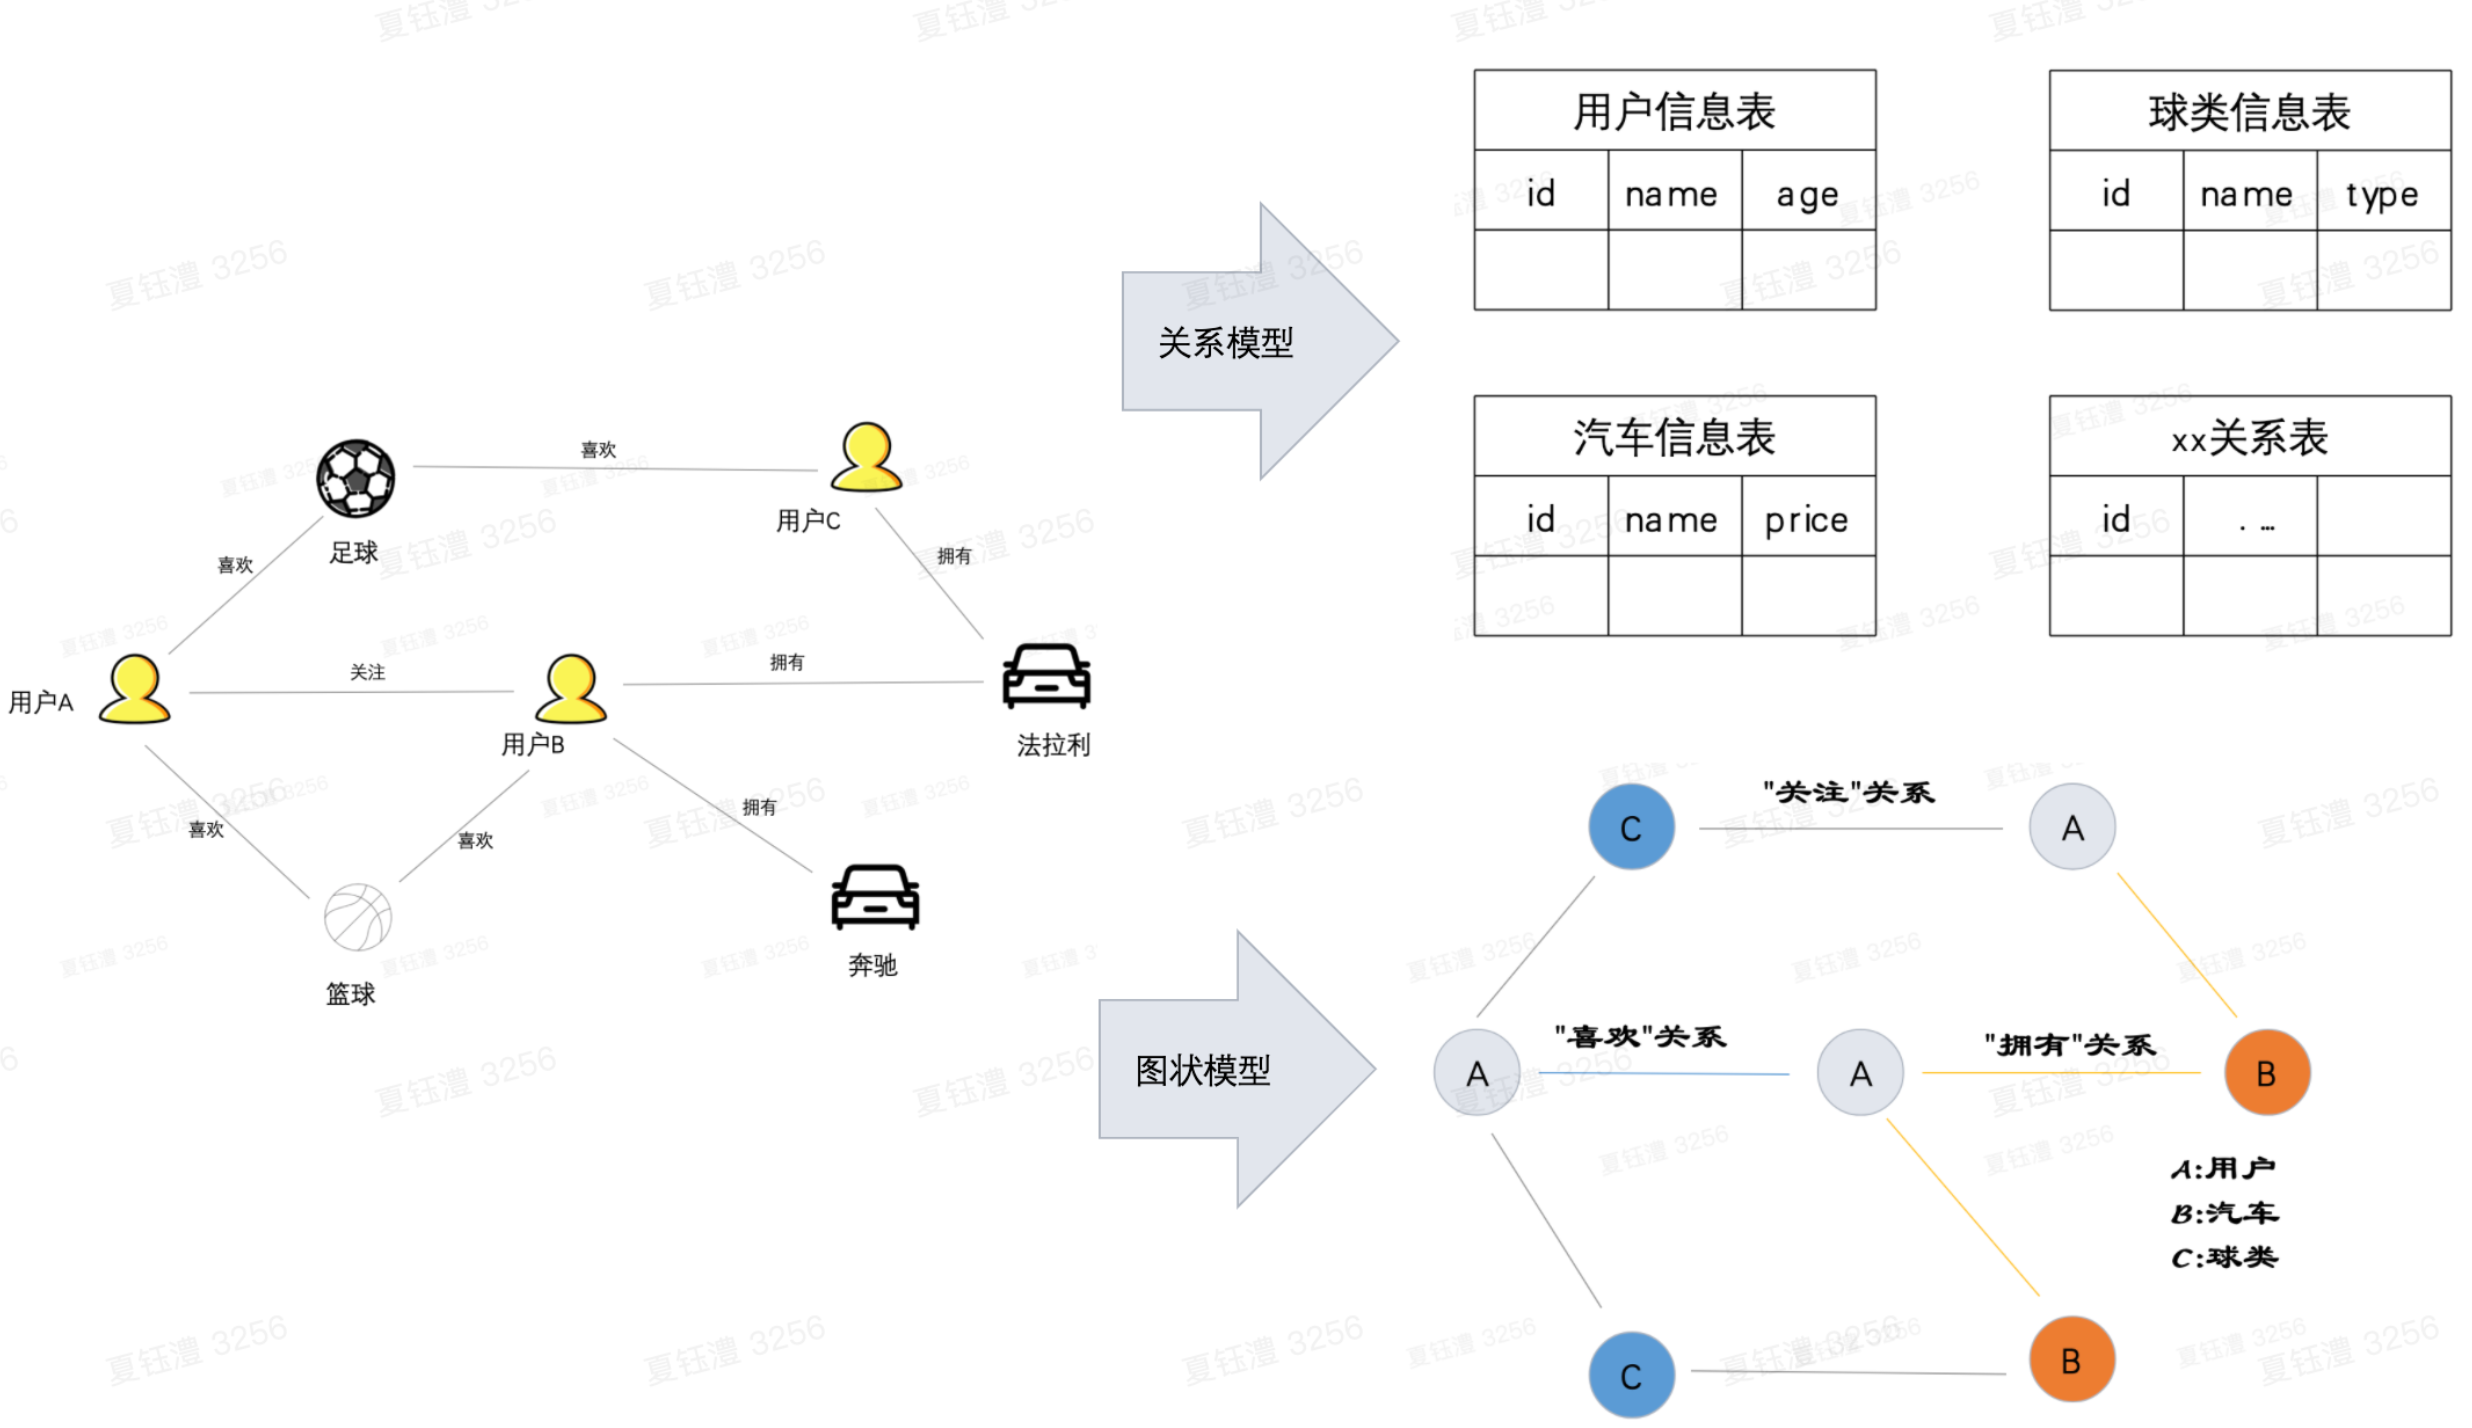 用户信息表
id name age
球类信息表
id name type
关系模型
汽车信息表
id name price
xx关系表
id . ...
喜欢
用户C
足球
喜欢
拥有
关注
拥有
用户A
用户B
法拉利
喜欢
喜欢
拥有
篮球
奔驰
图状模型
C
"关注"关系
A
A
"喜欢"关系
A
"拥有"关系
B
A:用户
B:汽车
C:球类
C
B
夏钰澧 3256